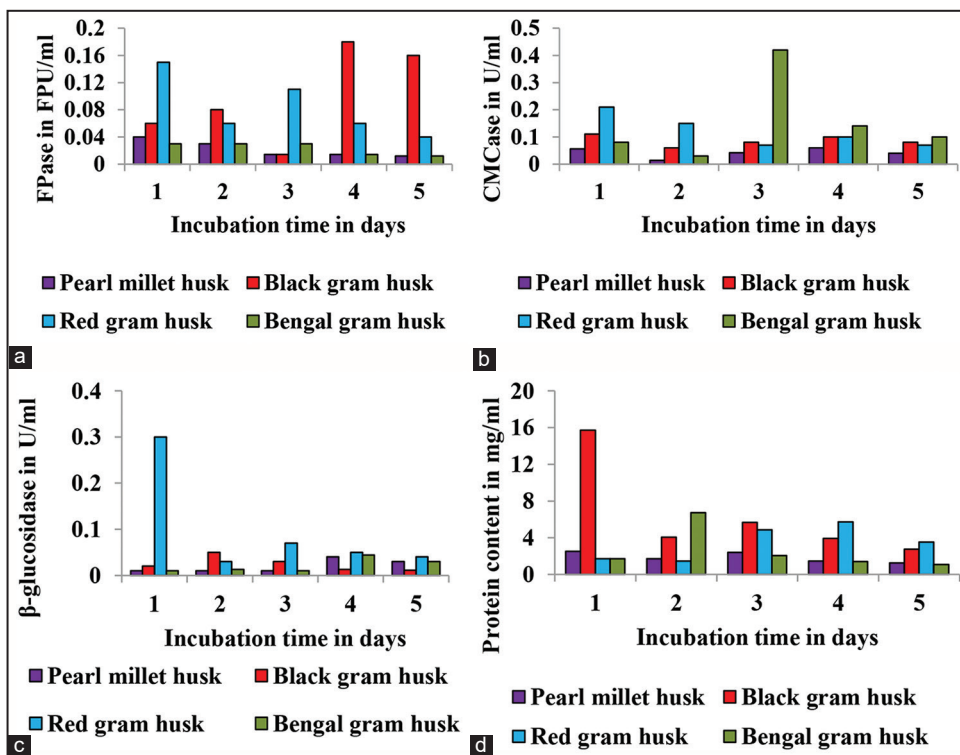 0.2
0.16
0.12
0.08
0.04
0
FPase in FPU/ml
1 2 3 4 5
Incubation time in days
Pearl millet husk Black gram husk
Red gram husk Bengal gram husk
a
0.5
0.4
0.3
0.2
0.1
0
CMCase in U/ml
1 2 3 4 5
Incubation time in days
Pearl millet husk Black gram husk
Red gram husk Bengal gram husk
b
0.4
0.3
0.2
0.1
0
β-glucosidase in U/ml
1 2 3 4 5
Incubation time in days
Pearl millet husk Black gram husk
Red gram husk Bengal gram husk
c
20
16
12
8
4
0
Protein content in mg/ml
1 2 3 4 5
Incubation time in days
Pearl millet husk Black gram husk
Red gram husk Bengal gram husk
d